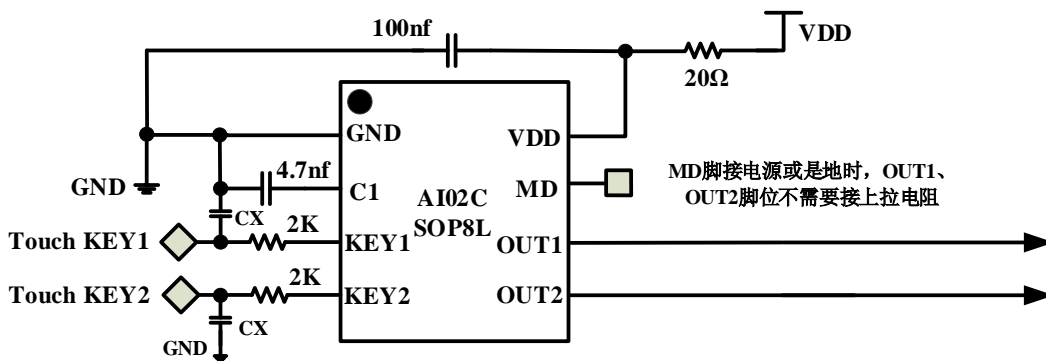 100nf
VDD
20Ω
GND
VDD
MD脚接电源或是地时，OUT1、
OUT2脚位不需要接上拉电阻
4.7nf
GND
C1
AI02C
MD
SOP8L
CX
2K
Touch KEY1
KEY1
OUT1
2K
Touch KEY2
KEY2
OUT2
CX
GND